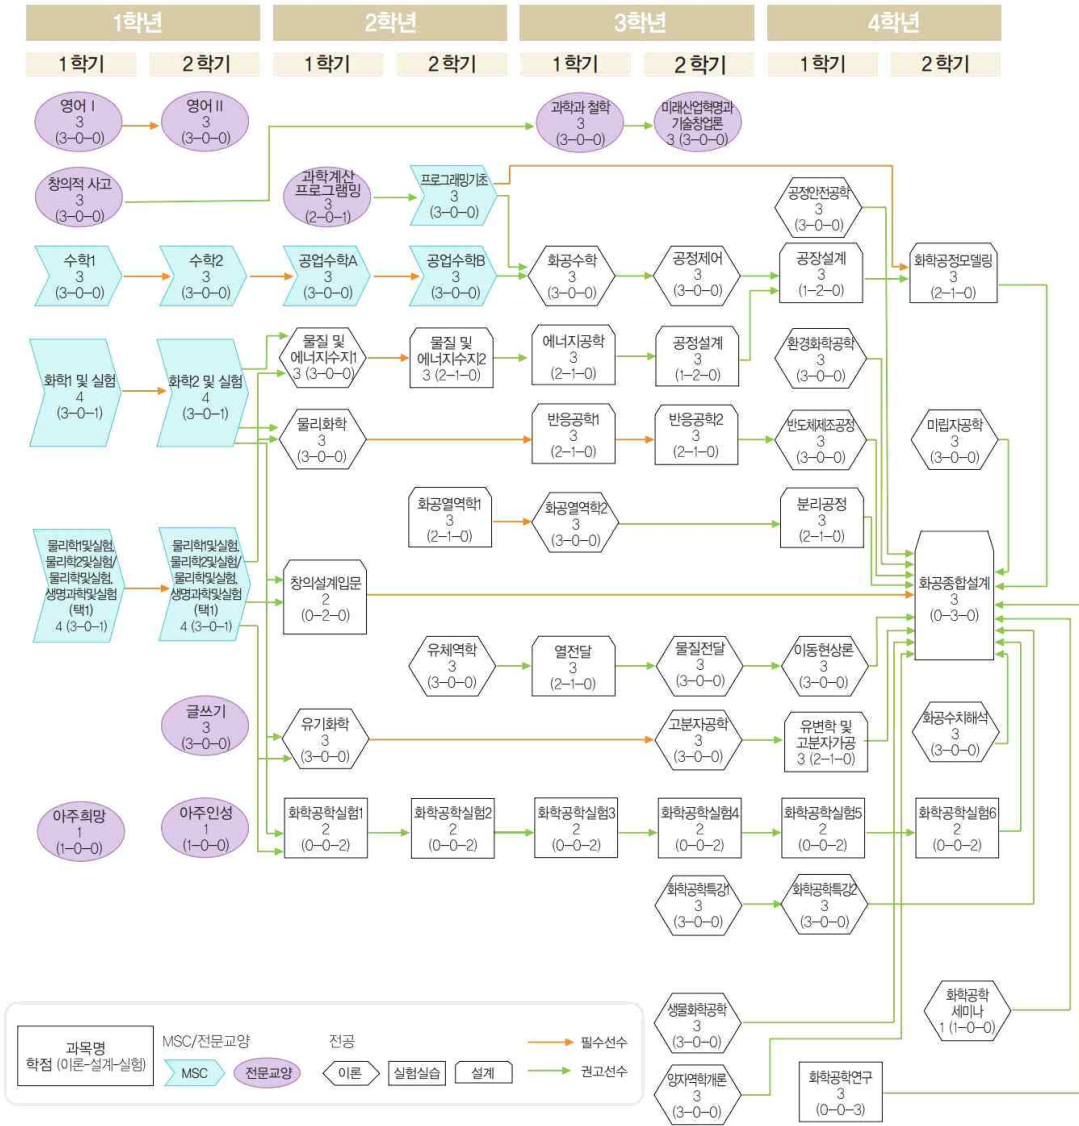 1학년 2학년 3학년 4학년
1학기 2학기 1학기 2학기 1학기 2학기 1학기 2학기
영어Ⅰ
3
(3-0-0)
영어Ⅱ
3
(3-0-0)
과학과 철학
3
(3-0-0)
미래산업혁명과
기술창업론
3 (3-0-0)
창의적 사고
3
(3-0-0)
과학계산
프로그램밍
3
(2-0-1)
프로그래밍기초
3
(3-0-0)
공정안전공학
3
(3-0-0)
수학1
3
(3-0-0)
수학2
3
(3-0-0)
공업수학A
3
(3-0-0)
공업수학B
3
(3-0-0)
화공수학
3
(3-0-0)
공정제어
3
(3-0-0)
공장설계
3
(1-2-0)
화학공정모델링
3
(2-1-0)
화학1 및 실험
4
(3-0-1)
화학2 및 실험
4
(3-0-1)
물질 및
에너지수지1
3 (3-0-0)
물질 및
에너지수지2
3 (2-1-0)
에너지공학
3
(2-1-0)
공정설계
3
(1-2-0)
환경화학공학
3
(3-0-0)
물리화학
3
(3-0-0)
반응공학1
3
(2-1-0)
반응공학2
3
(2-1-0)
반도체제조공정
3
(3-0-0)
미립자공학
3
(3-0-0)
화공열역학1
3
(2-1-0)
화공열역학2
3
(3-0-0)
분리공정
3
(2-1-0)
물리학1및실험,
물리학2및실험/
물리학및실험,
생명과학및실험
(택1)
4 (3-0-1)
물리학1및실험,
물리학2및실험/
물리학및실험,
생명과학및실험
(택1)
4 (3-0-1)
창의설계입문
2
(0-2-0)
화공종합설계
3
(0-3-0)
유체역학
3
(3-0-0)
열전달
3
(2-1-0)
물질전달
3
(3-0-0)
이동현상론
3
(3-0-0)
글쓰기
3
(3-0-0)
유기화학
3
(3-0-0)
고분자공학
3
(3-0-0)
유변학 및
고분자가공
3 (2-1-0)
화공수치해석
3
(3-0-0)
아주희망
1
(1-0-0)
아주인성
1
(1-0-0)
화학공학실험1
2
(0-0-2)
화학공학실험2
2
(0-0-2)
화학공학실험3
2
(0-0-2)
화학공학실험4
2
(0-0-2)
화학공학실험5
2
(0-0-2)
화학공학실험6
2
(0-0-2)
화학공학특강1
3
(3-0-0)
화학공학특강2
3
(3-0-0)
생물화학공학
3
(3-0-0)
화학공학
세미나
1 (1-0-0)
양자역학개론
3
(3-0-0)
화학공학연구
3
(0-0-3)
과목명
학점 (이론-설계-실험)
MSC/전문교양
MSC
전문교양
전공
이론
실험실습
설계
필수선수
권고선수